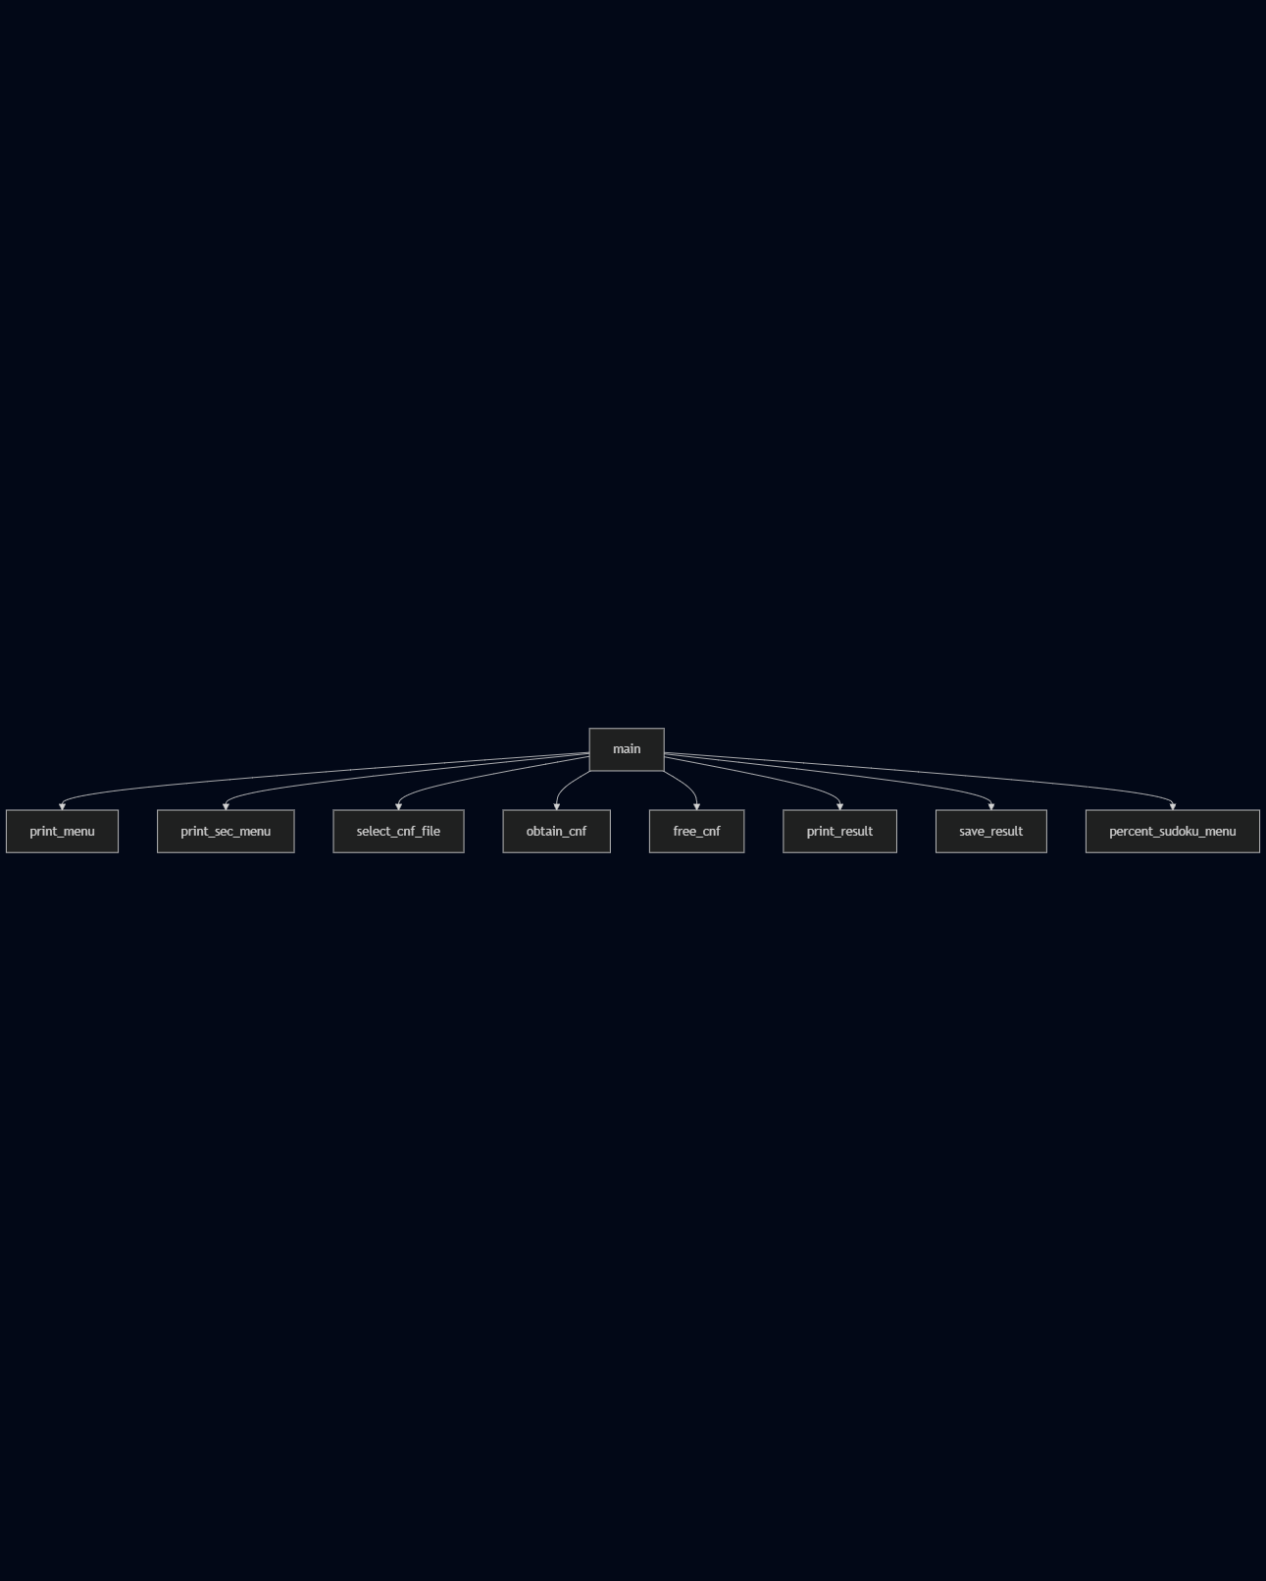 main
print_menu
print_sec_menu
select_cnf_file
obtain_cnf
free_cnf
print_result
save_result
percent_sudoku_menu